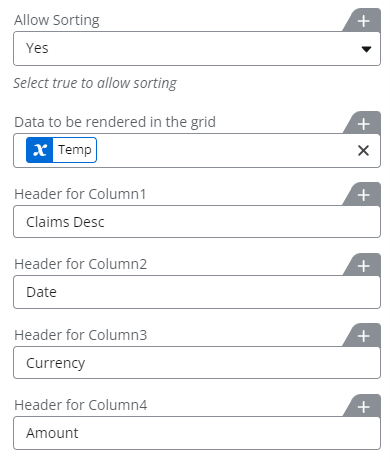 Allow Sorting
Yes
Select true to allow sorting
Data to be rendered in the grid
x Temp
Header for Column1
Claims Desc
Header for Column2
Date
Header for Column3
Currency
Header for Column4
Amount